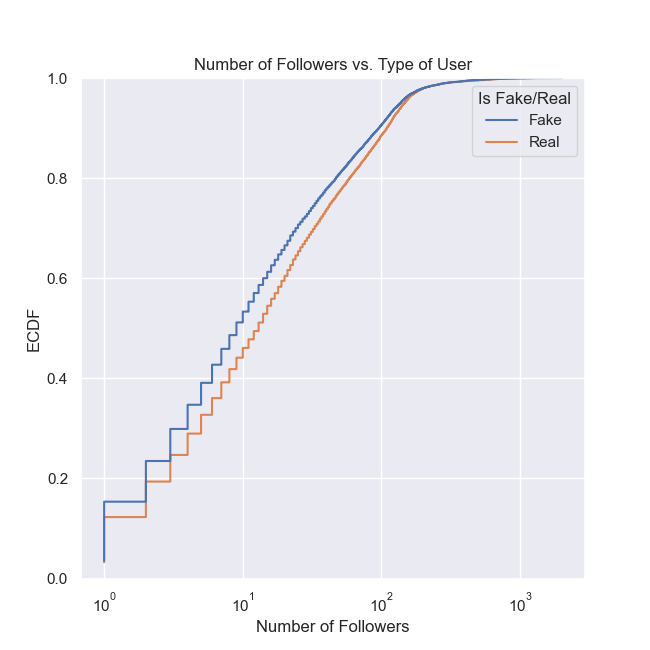 Number of Followers vs. Type of User
1.0
0.8
0.6
0.4
0.2
0.0
ECDF
Is Fake/Real
Fake
Real
10⁰ 10¹ 10² 10³
Number of Followers